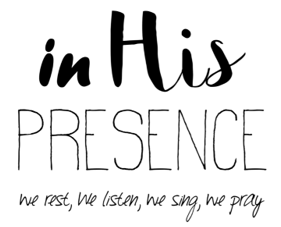 in His
PRESENCE
we rest, we listen, we sing, we pray